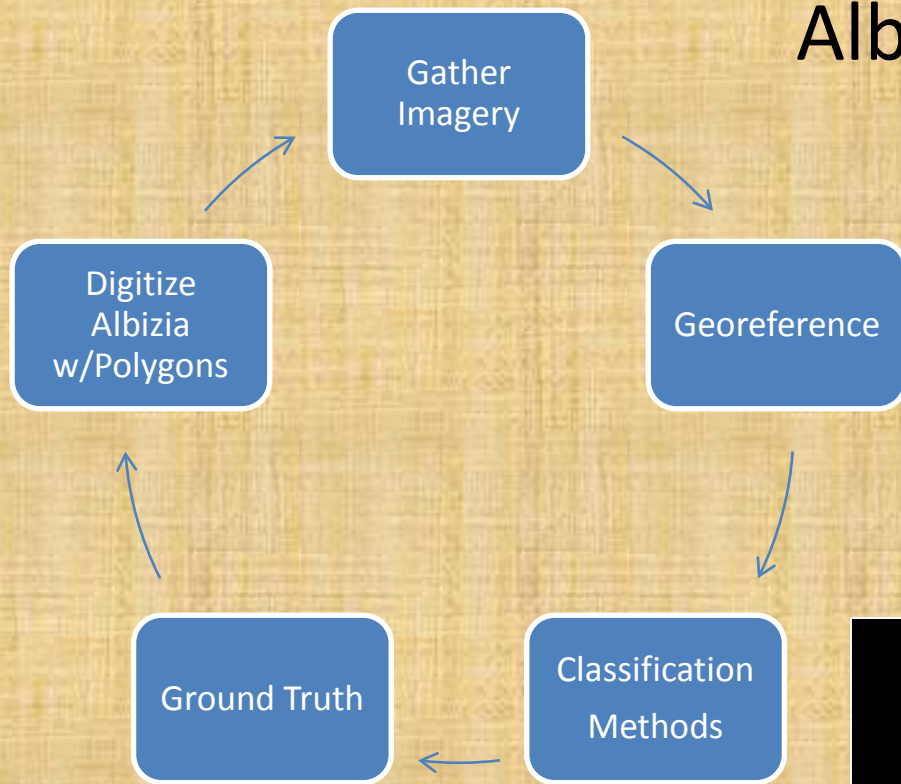 Alb
Gather
Imagery
Georeference
Classification
Methods
Ground Truth
Digitize
Albizia
w/Polygons